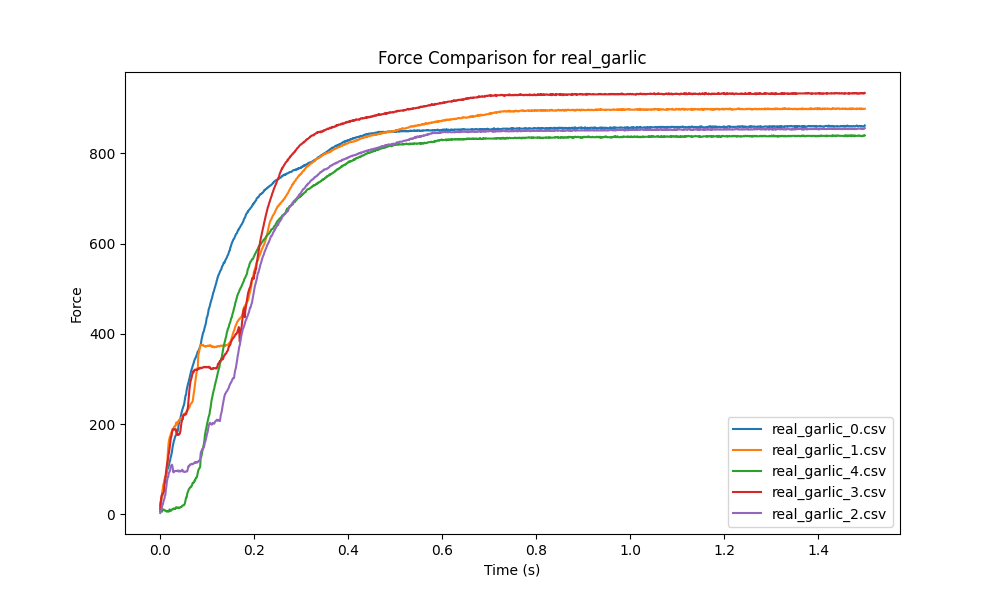 Force Comparison for real_garlic
Force
800
600
400
200
0
0.0 0.2 0.4 0.6 0.8 1.0 1.2 1.4
Time (s)
real_garlic_0.csv
real_garlic_1.csv
real_garlic_4.csv
real_garlic_3.csv
real_garlic_2.csv